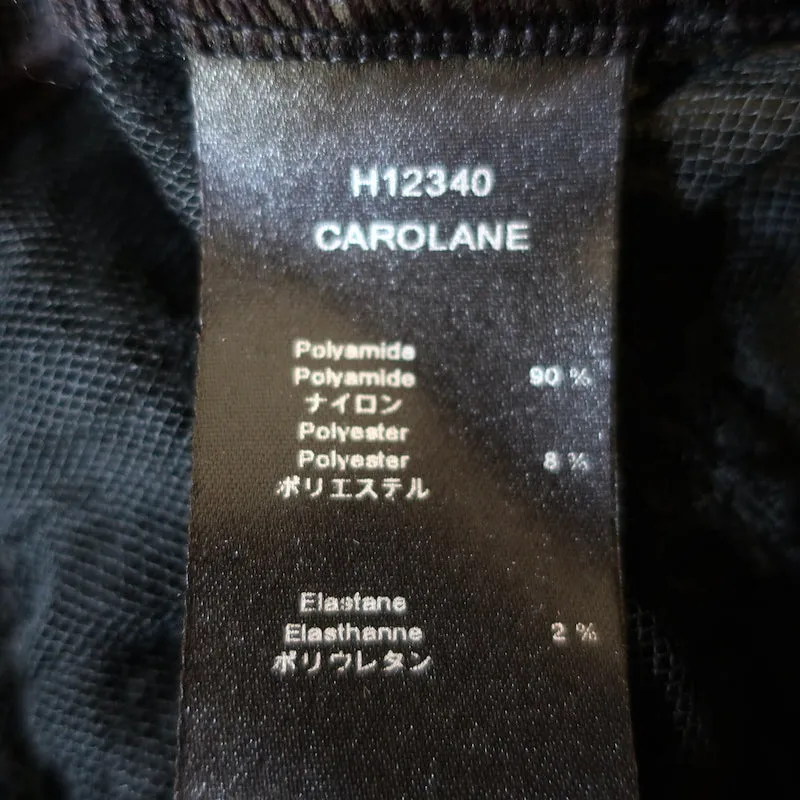 H12340
CAROLANE
Polyamide
Polyamide 90 %
ナイロン
Polyester
Polyester 8 %
ポリエステル
Elastane
Elasthanne 2 %
ポリウレタン